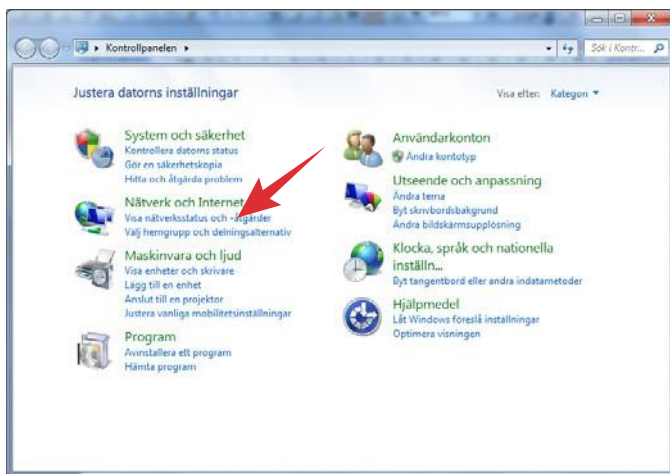 Kontrollpanelen
Sök i Kontr...
Justera datorns inställningar
Visa efter: Kategori
System och säkerhet
Kontrollera datorns status
Gör en säkerhetskopia
Hitta och åtgärda problem
Nätverk och Internet
Visa nätverksstatus och -åtgärder
Välj hemgrupp och delningsalternativ
Maskinvara och ljud
Visa enheter och skrivare
Lägg till en enhet
Anslut till en projektor
Justera vanliga mobilitetsinställningar
Program
Avinstallera ett program
Hämta program
Användarkonton
Ändra kontotyp
Utseende och anpassning
Ändra tema
Byt skrivbordsbakgrund
Ändra bildskärmsupplösning
Klocka, språk och nationella
inställn...
Byt tangentbord eller andra indatametoder
Hjälpmedel
Låt Windows föreslå inställningar
Optimera visningen